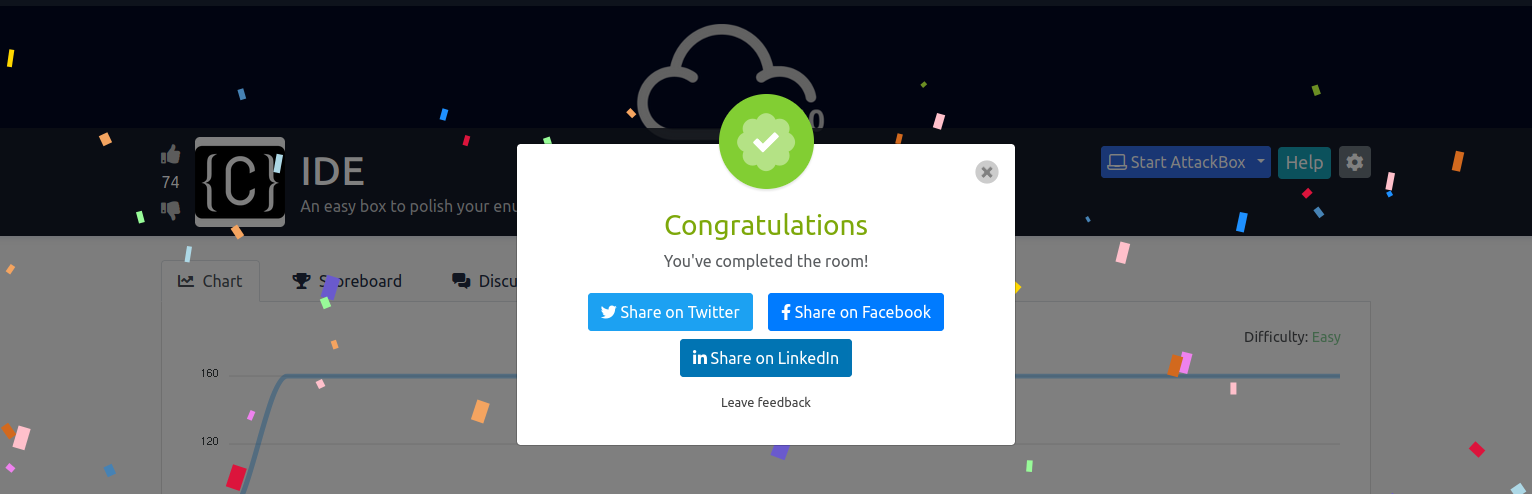 0
74
{C}
IDE
An easy box to polish your enu
Start AttackBox
Help
Congratulations
You've completed the room!
Share on Twitter
Share on Facebook
Share on LinkedIn
Leave feedback
Chart
Scoreboard
Discu
Difficulty: Easy
160
120